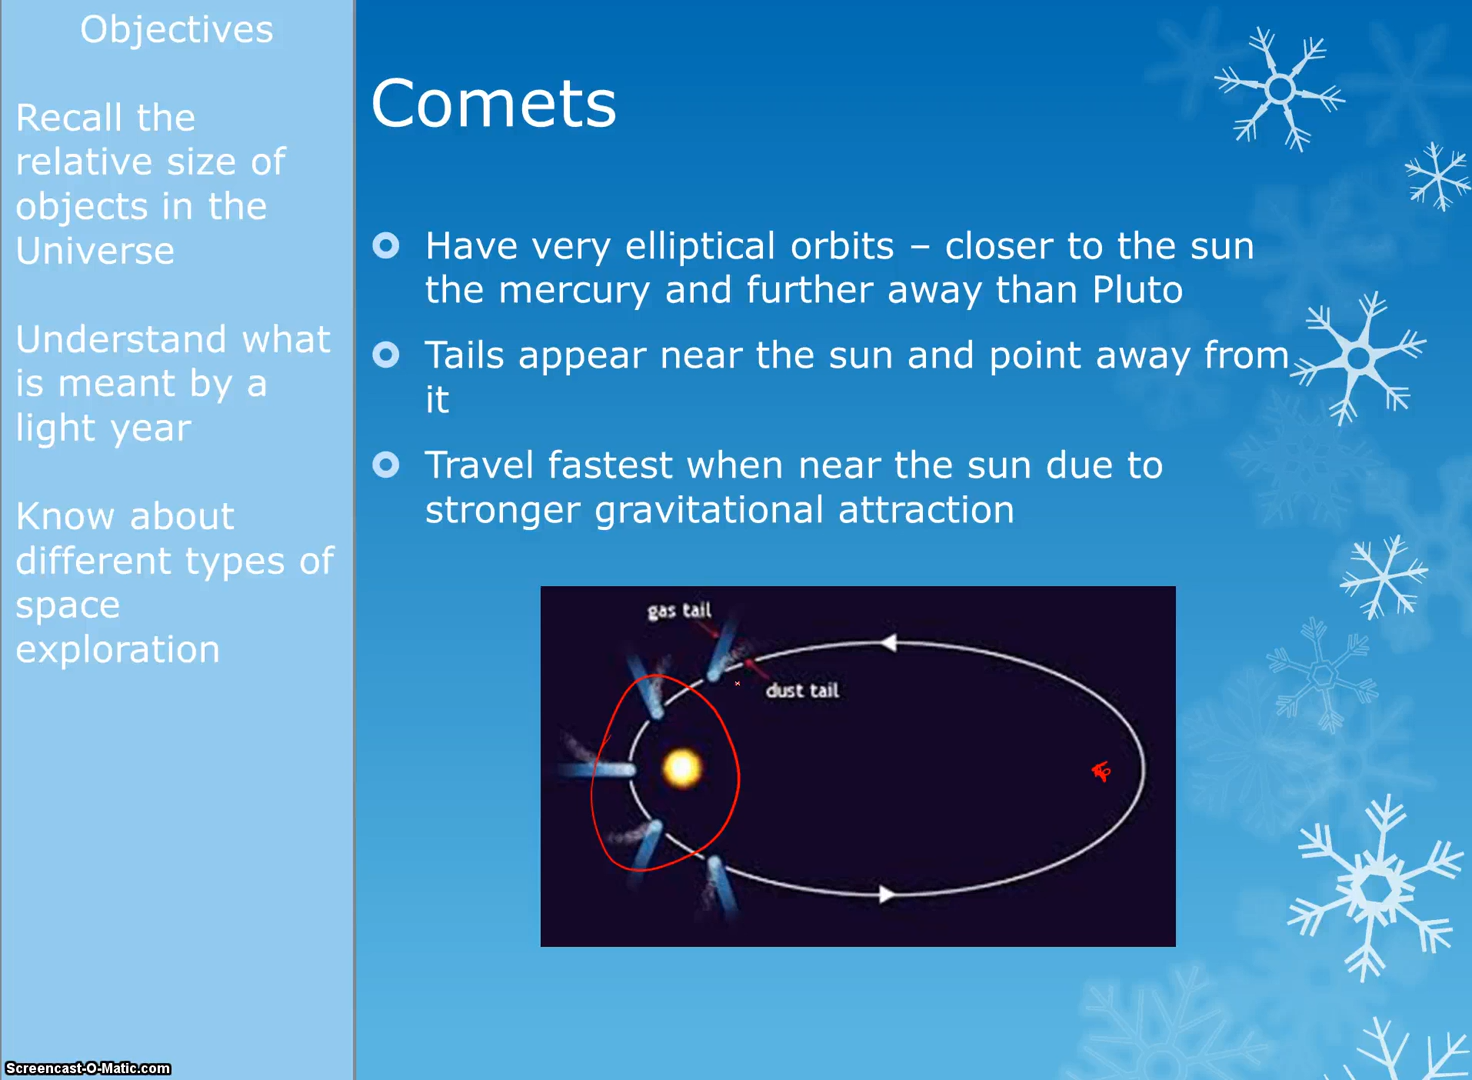 Objectives
Recall the
relative size of
objects in the
Universe
Understand what
is meant by a
light year
Know about
different types of
space
exploration
Comets
Have very elliptical orbits – closer to the sun
the mercury and further away than Pluto
Tails appear near the sun and point away from
it
Travel fastest when near the sun due to
stronger gravitational attraction
gas tail
dust tail
Screencast-O-Matic.com